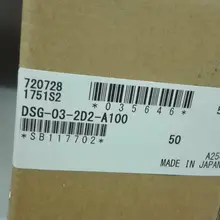 720728
1751S2
*035646*
DSG-03-2D2-A100
*SB117702*
50
A25
MADE IN JAPAN